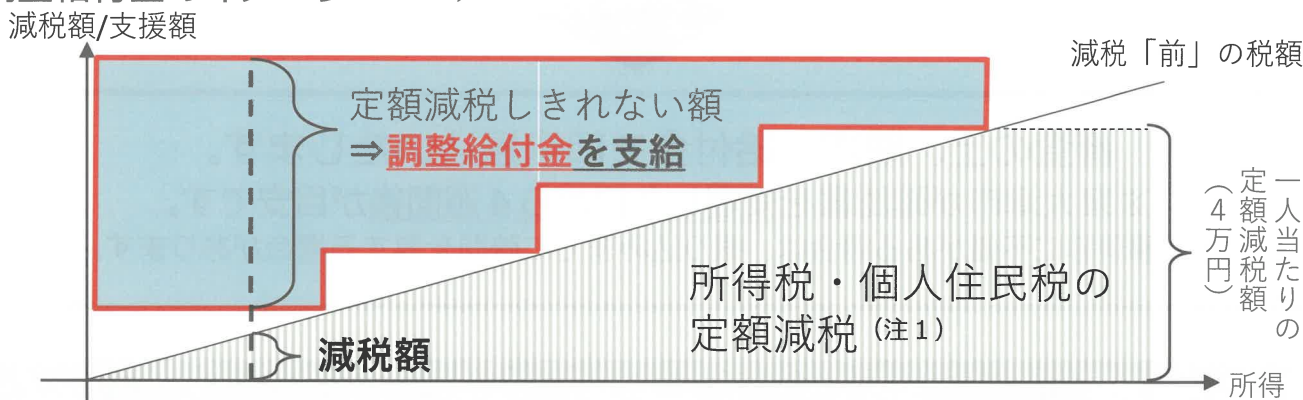 減税額/支援額
減税「前」の税額
定額減税しきれない額
⇒調整給付金を支給
一人当たりの
定額減税額
（４万円）
所得税・個人住民税の
定額減税（注１）
減税額
所得